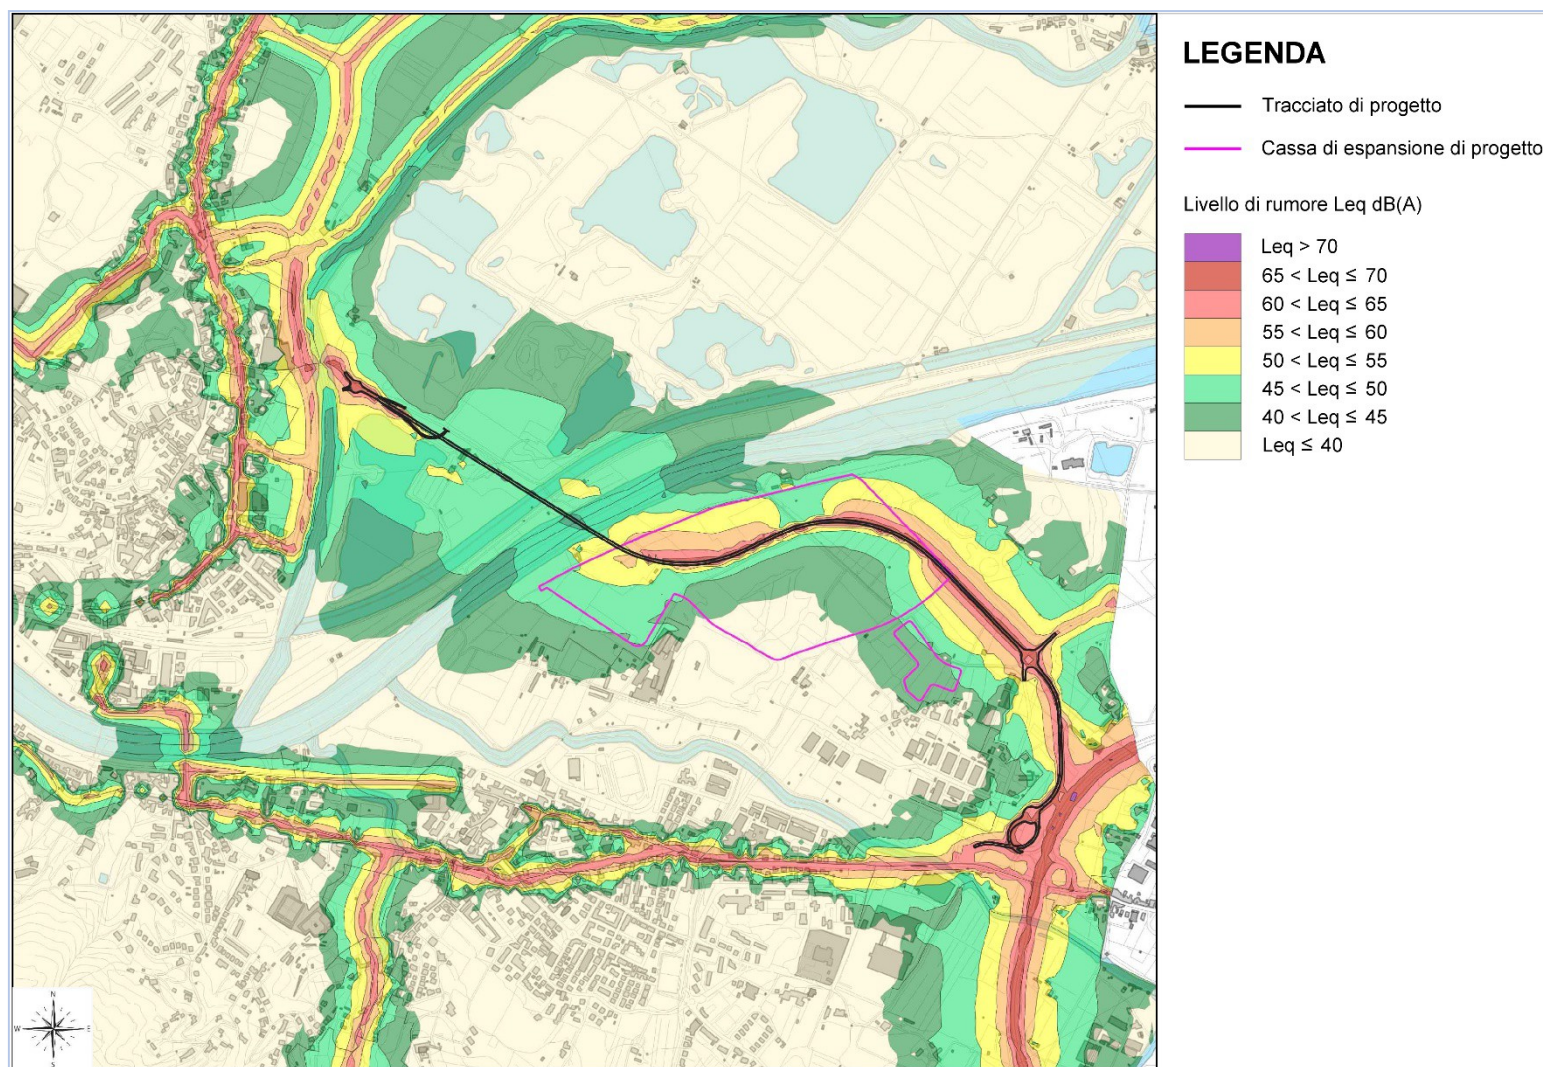 LEGENDA
Tracciato di progetto
Cassa di espansione di progetto
Livello di rumore Leq dB(A)
Leq > 70
65 < Leq ≤ 70
60 < Leq ≤ 65
55 < Leq ≤ 60
50 < Leq ≤ 55
45 < Leq ≤ 50
40 < Leq ≤ 45
Leq ≤ 40
N
W E
S